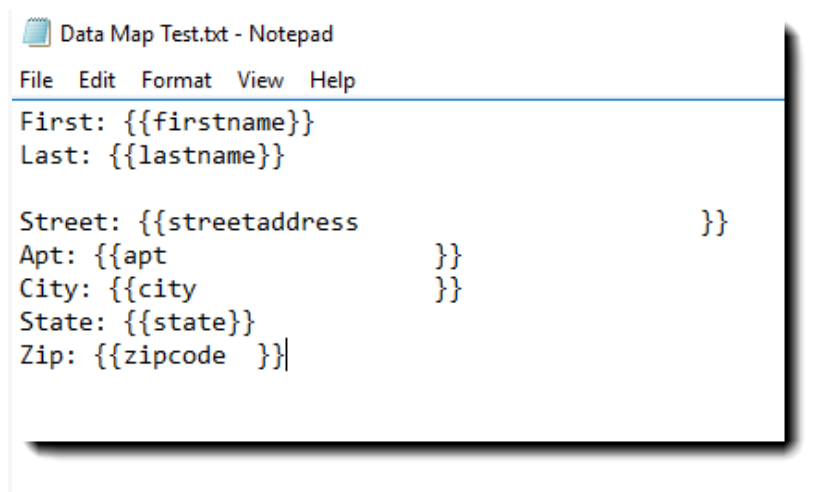 Data Map Test.txt - Notepad
File Edit Format View Help
First: {{firstname}}
Last: {{lastname}}
Street: {{streetaddress                       }}
Apt: {{apt                  }}
City: {{city                }}
State: {{state}}
Zip: {{zipcode  }}